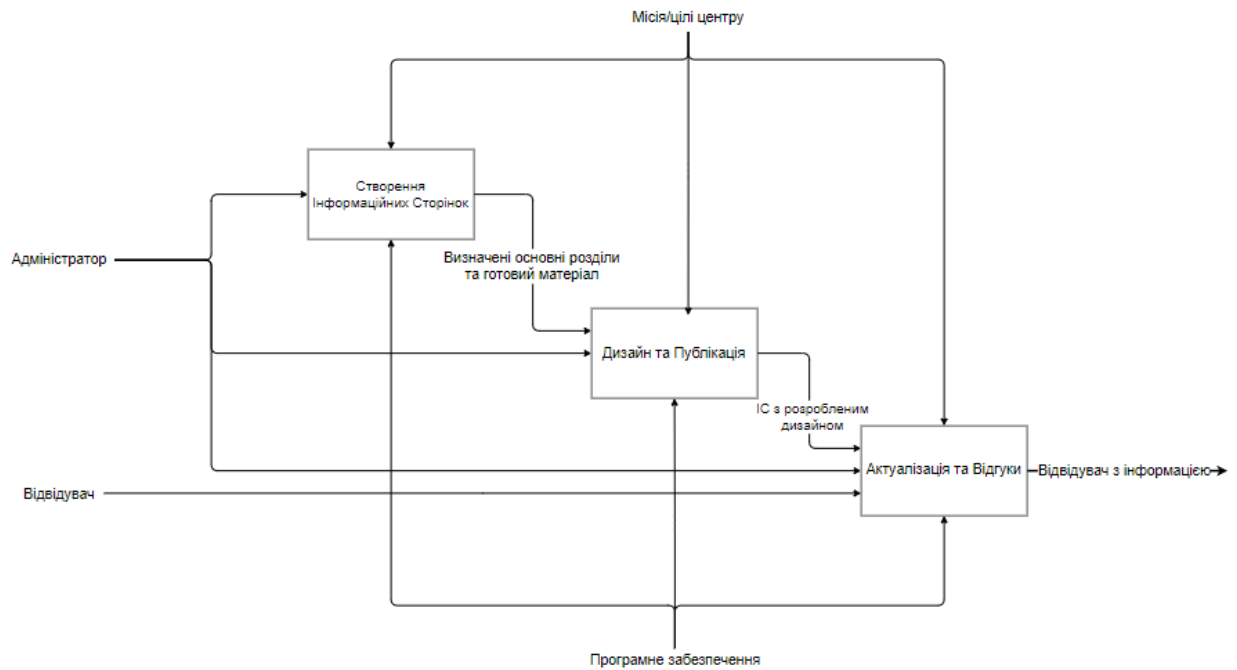 Місія/цілі центру
Створення
Інформаційних Сторінок
Адміністратор
Визначені основні розділи
та готовий матеріал
Дизайн та Публікація
ІС з розробленим
дизайном
Актуалізація та Відгуки
Відвідувач з інформацією
Відвідувач
Програмне забезпечення